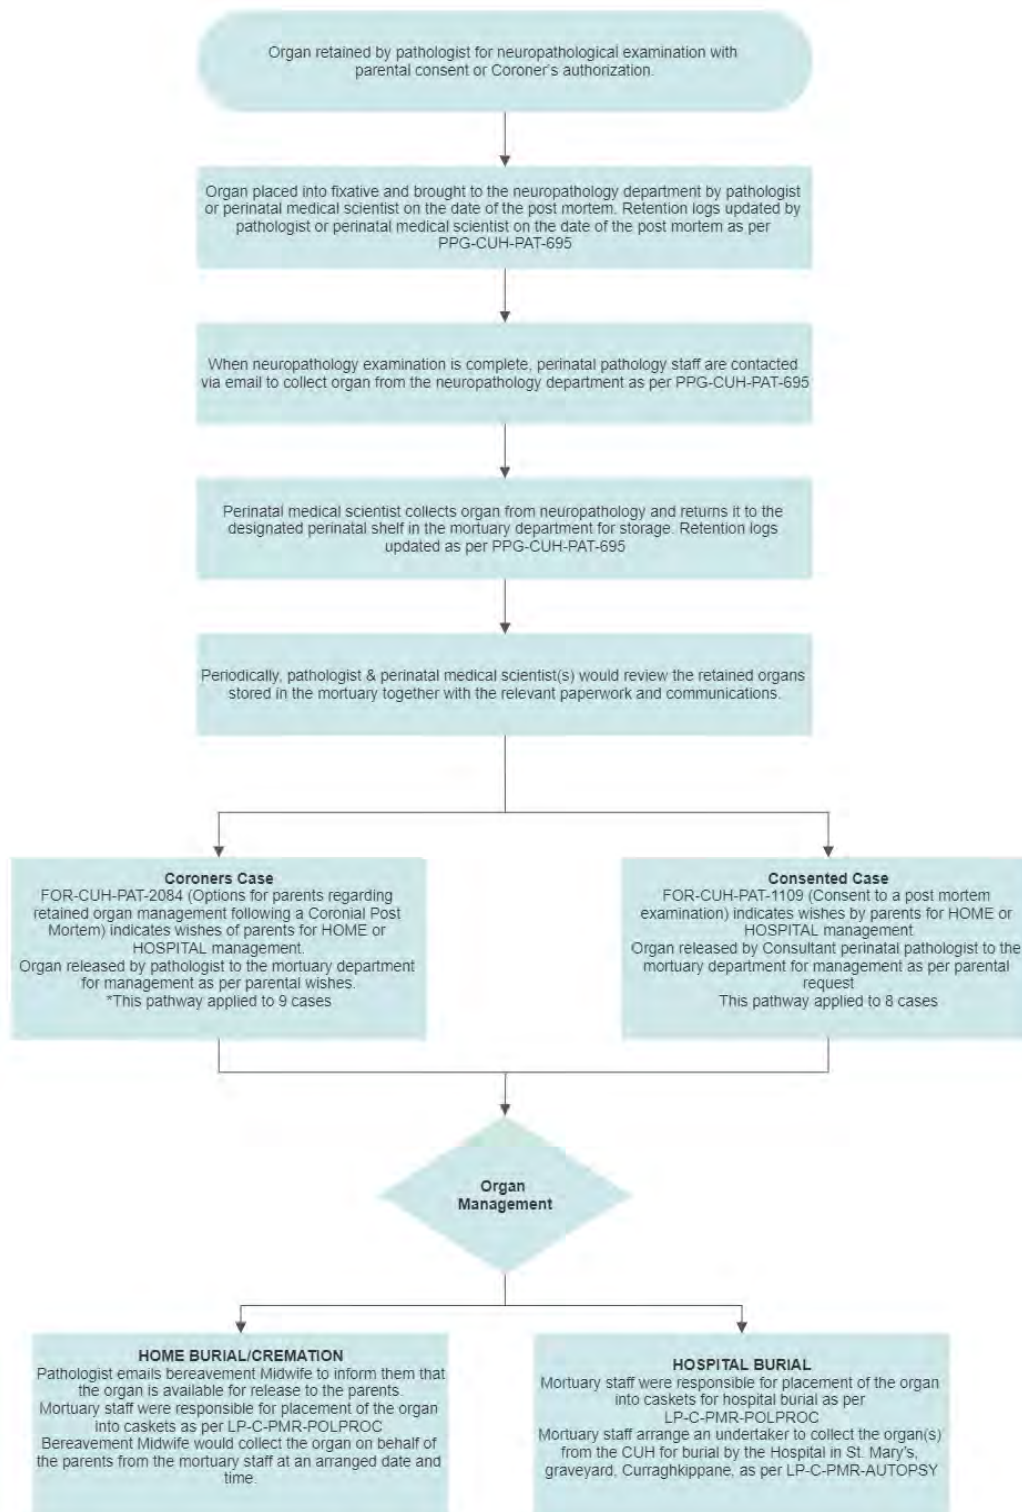 Organ retained by pathologist for neuropathological examination with
parental consent or Coroner's authorization.
Organ placed into fixative and brought to the neuropathology department by pathologist
or perinatal medical scientist on the date of the post mortem. Retention logs updated by
pathologist or perinatal medical scientist on the date of the post mortem as per
PPG-CUH-PAT-695
When neuropathology examination is complete, perinatal pathology staff are contacted
via email to collect organ from the neuropathology department as per PPG-CUH-PAT-695
Perinatal medical scientist collects organ from neuropathology and returns it to the
designated perinatal shelf in the mortuary department for storage. Retention logs
updated as per PPG-CUH-PAT-695
Periodically, pathologist & perinatal medical scientist(s) would review the retained organs
stored in the mortuary together with the relevant paperwork and communications.
Coroners Case
FOR-CUH-PAT-2084 (Options for parents regarding
retained organ management following a Coronial Post
Mortem) indicates wishes of parents for HOME or
HOSPITAL management.
Organ released by pathologist to the mortuary department
for management as per parental wishes.
*This pathway applied to 9 cases
Consented Case
FOR-CUH-PAT-1109 (Consent to a post mortem
examination) indicates wishes by parents for HOME or
HOSPITAL management
Organ released by Consultant perinatal pathologist to the
mortuary department for management as per parental
request
This pathway applied to 8 cases
Organ
Management
HOME BURIAL/CREMATION
Pathologist emails bereavement Midwife to inform them that
the organ is available for release to the parents.
Mortuary staff were responsible for placement of the organ
into caskets as per LP-C-PMR-POLPROC
Bereavement Midwife would collect the organ on behalf of
the parents from the mortuary staff at an arranged date and
time.
HOSPITAL BURIAL
Mortuary staff were responsible for placement of the organ
into caskets for hospital burial as per
LP-C-PMR-POLPROC
Mortuary staff arrange an undertaker to collect the organ(s)
from the CUH for burial by the Hospital in St. Mary's,
graveyard, Curraghkippane, as per LP-C-PMR-AUTOPSY